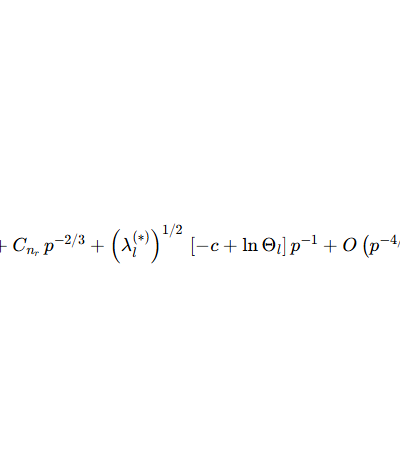 + C_{n_r} p^{-2/3} + (λ_l^{(*)})^{1/2} [-c + ln Θ_l] p^{-1} + O (p^{-4/